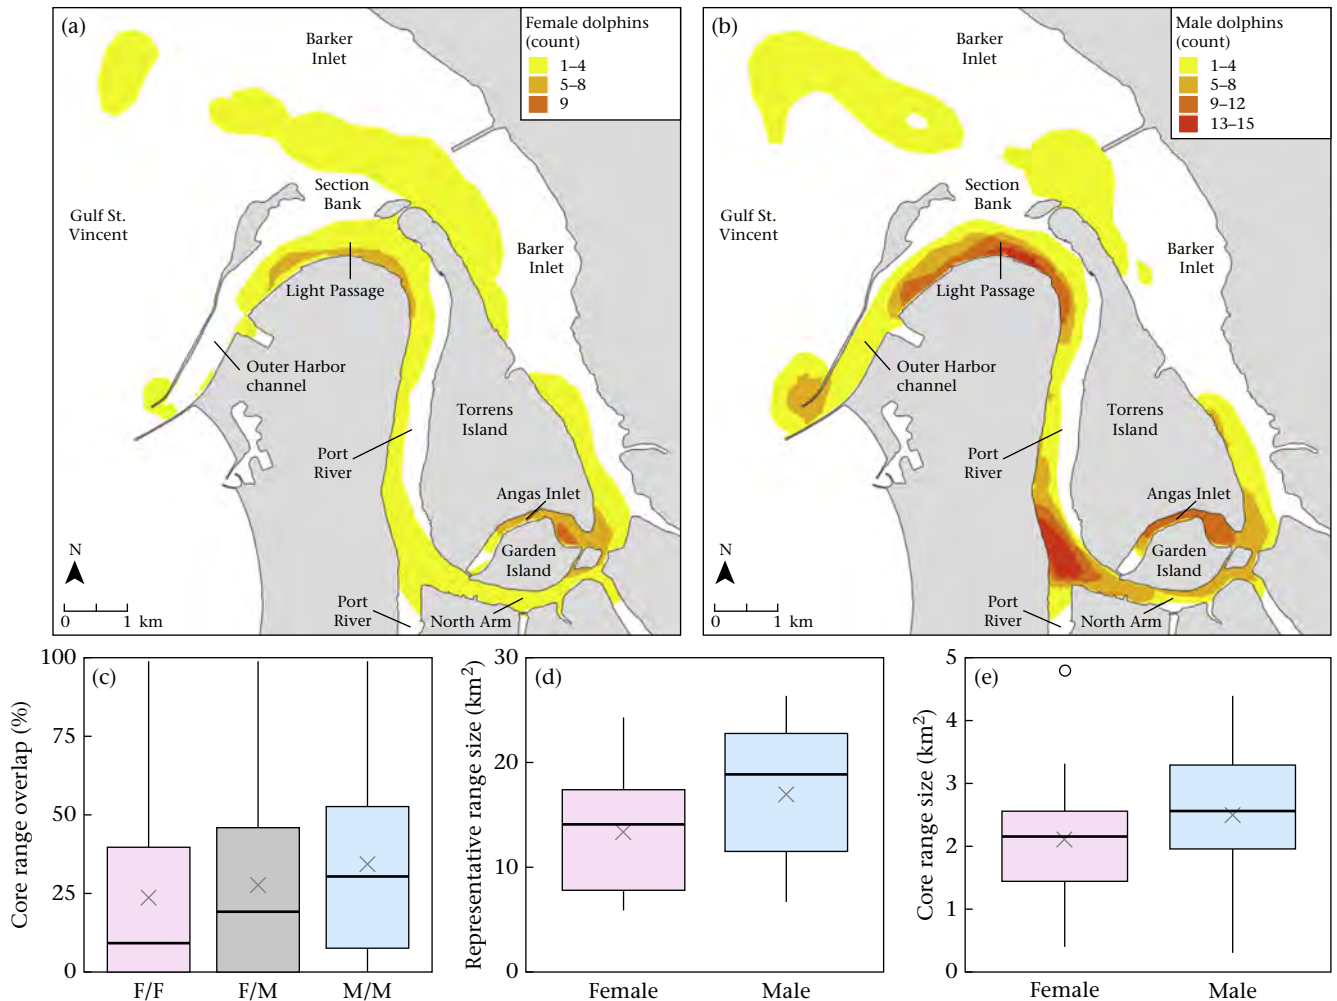 (a)
Female dolphins
(count)
1–4
5–8
9
Barker
Inlet
Section
Bank
Gulf St.
Vincent
Barker
Inlet
Light Passage
Outer Harbor
channel
Torrens
Island
Port
River
Angas Inlet
Garden
Island
N
Port
River
North Arm
0
1 km
(b)
Male dolphins
(count)
1–4
5–8
9–12
13–15
Barker
Inlet
Section
Bank
Gulf St.
Vincent
Barker
Inlet
Light Passage
Outer Harbor
channel
Torrens
Island
Port
River
Angas Inlet
Garden
Island
N
Port
River
North Arm
0
1 km
(c)
Core range overlap (%)
100
75
50
25
0
F/F
F/M
M/M
(d)
Representative range size (km²)
30
20
10
0
Female
Male
(e)
Core range size (km²)
5
4
3
2
1
0
Female
Male